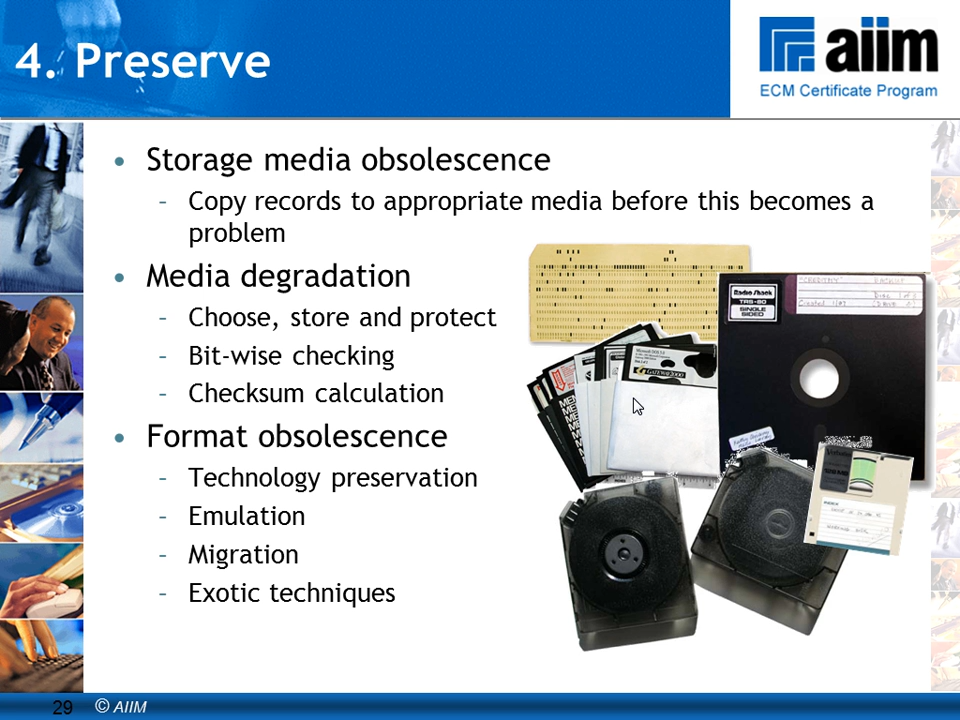 4. Preserve
aiim
ECM Certificate Program
• Storage media obsolescence
– Copy records to appropriate media before this becomes a
problem
• Media degradation
– Choose, store and protect
– Bit-wise checking
– Checksum calculation
• Format obsolescence
– Technology preservation
– Emulation
– Migration
– Exotic techniques
Radio Shack
TRS-80
SINGLE
SIDED
GATEWAY2000
Verbatim
29
© AIIM